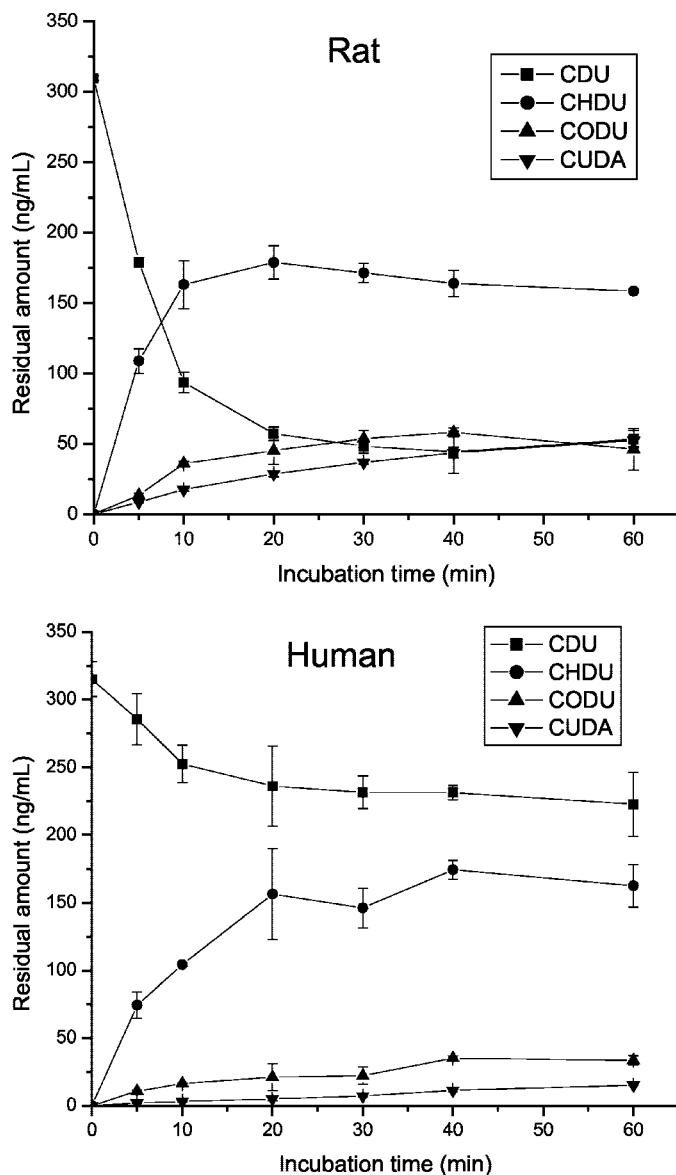 Rat
CDU
CHDU
CODU
CUDA
Residual amount (ng/mL)
350
300
250
200
150
100
50
0
0 10 20 30 40 50 60
Incubation time (min)
Human
CDU
CHDU
CODU
CUDA
Residual amount (ng/mL)
350
300
250
200
150
100
50
0
0 10 20 30 40 50 60
Incubation time (min)